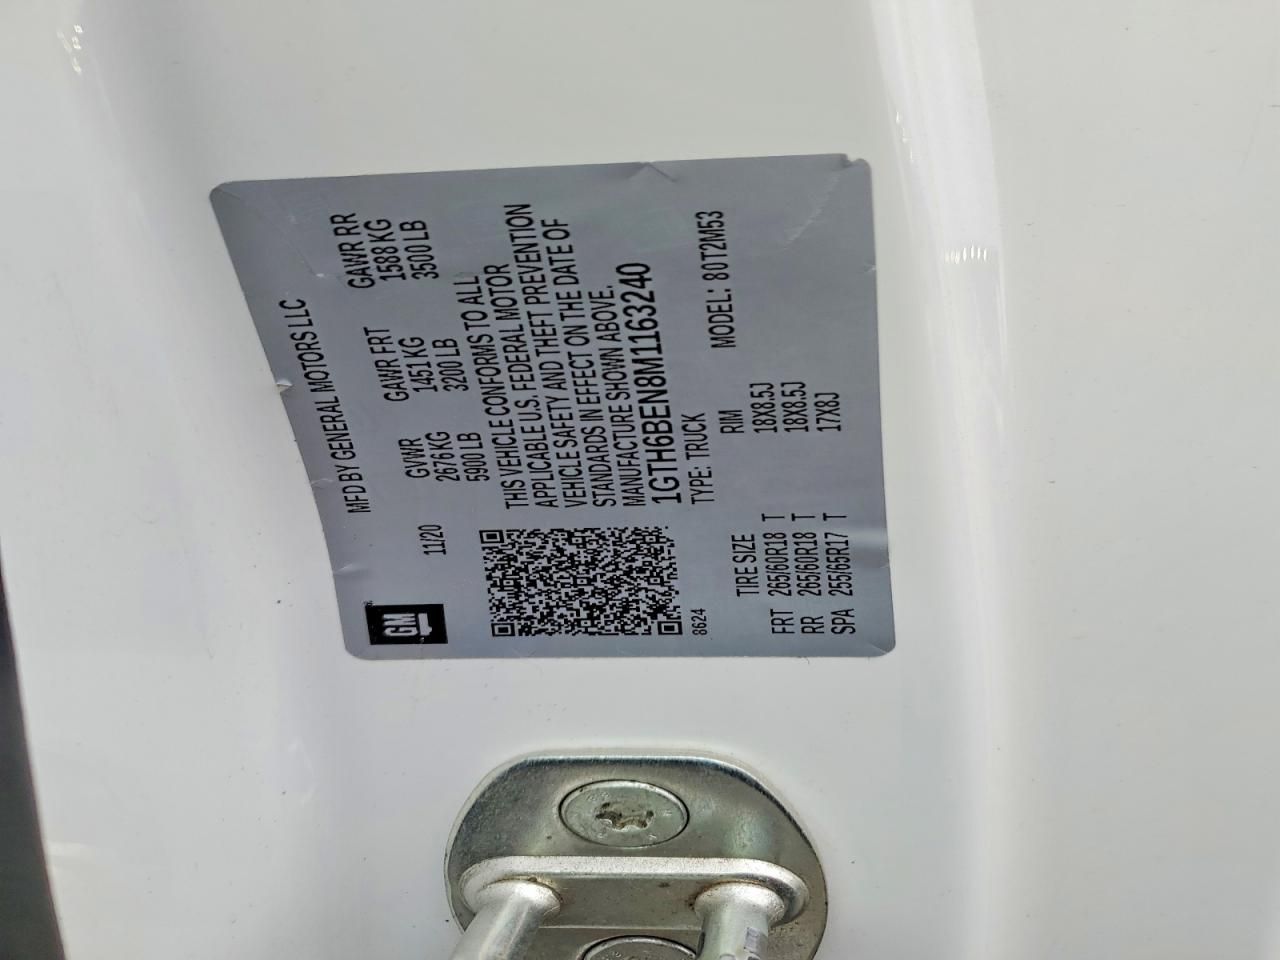 GM
MFD BY GENERAL MOTORS LLC
11/20
GVWR GAWR FRT GAWR RR
2676 KG 1451 KG 1588 KG
5900 LB 3200 LB 3500 LB
THIS VEHICLE CONFORMS TO ALL
APPLICABLE U.S. FEDERAL MOTOR
VEHICLE SAFETY AND THEFT PREVENTION
STANDARDS IN EFFECT ON THE DATE OF
MANUFACTURE SHOWN ABOVE.
1GTH6BEN8M1163240
8624
TYPE: TRUCK MODEL: 80T2M53
TIRE SIZE RIM
FRT 265/60R18 T 18X8.5J
RR 265/60R18 T 18X8.5J
SPA 255/65R17 T 17X8J